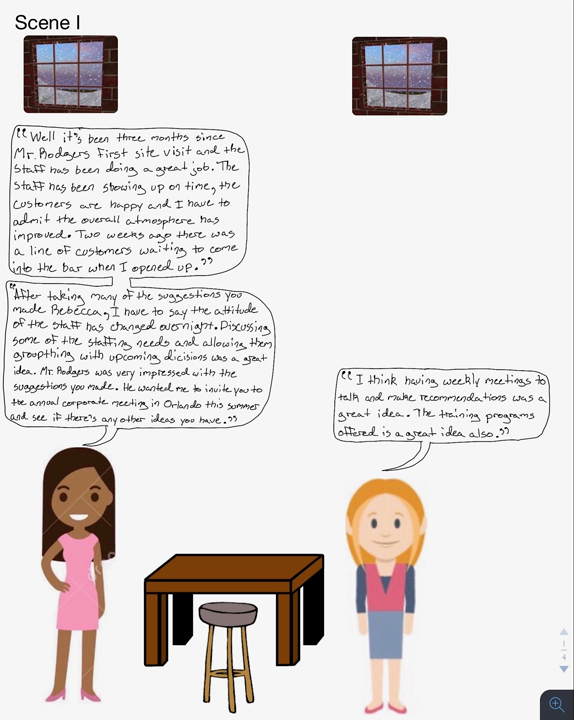 Scene I
"Well it's been three months since
Mr. Rodgers first site visit and the
staff has been doing a great job. The
staff has been showing up on time, the
customers are happy and I have to
admit the overall atmosphere has
improved. Two weeks ago there was
a line of customers waiting to come
into the bar when I opened up."
"After taking many of the suggestions you
made Rebecca, I have to say the attitude
of the staff has changed overnight. Discussing
some of the staffing needs and allowing them
groupthing with upcoming dicisions was a great
idea. Mr. Rodgers was very impressed with the
suggestions you made. He wanted me to invite you to
the annual corporate meeting in Orlando this summer
and see if there's any other ideas you have."
"I think having weekly meetings to
talk and make recommendations was a
great idea. The training programs
offered is a great idea also."
1
4